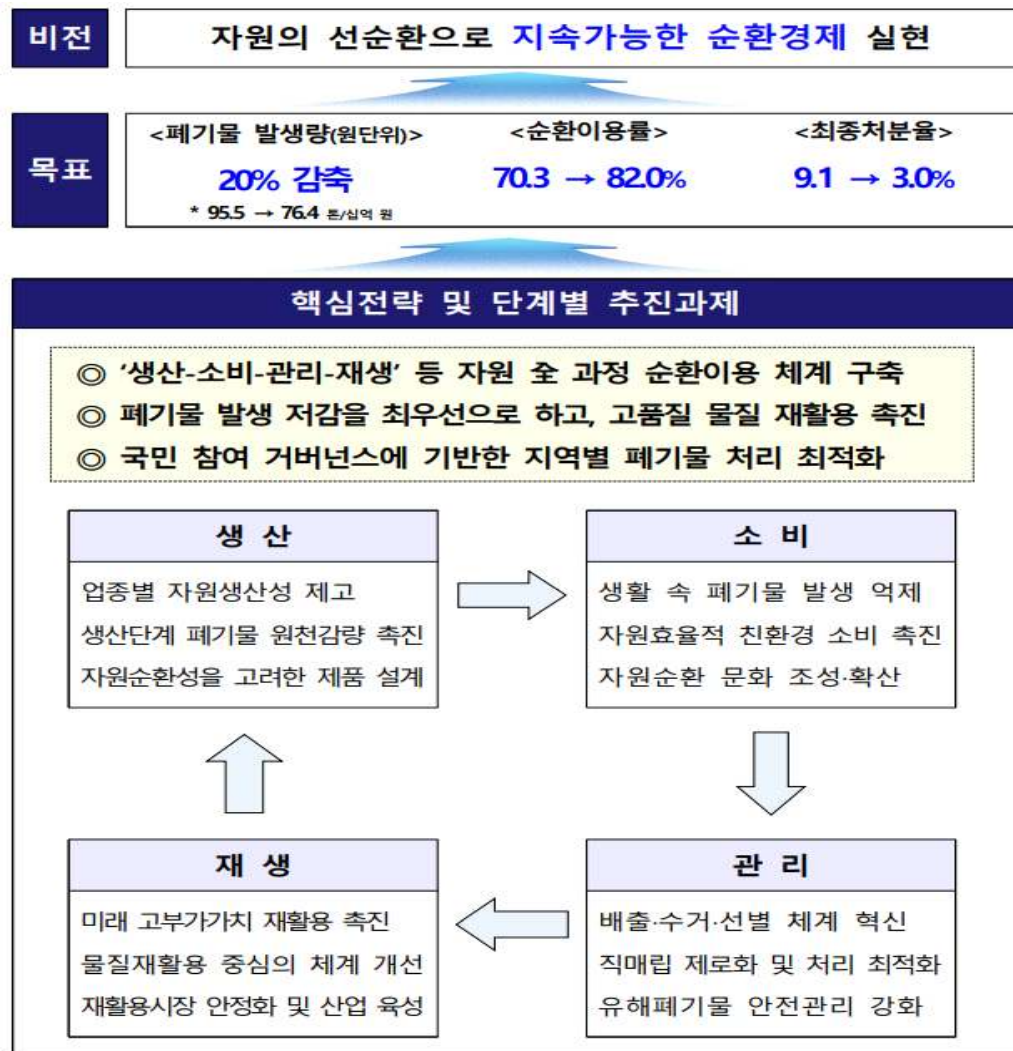 비전
자원의 선순환으로 지속가능한 순환경제 실현
목표
<폐기물 발생량(원단위)>
20% 감축
* 95.5 → 76.4 톤/십억 원
<순환이용률>
70.3 → 82.0%
<최종처분율>
9.1 → 3.0%
핵심전략 및 단계별 추진과제
◎ ‘생산-소비-관리-재생’ 등 자원 全 과정 순환이용 체계 구축
◎ 폐기물 발생 저감을 최우선으로 하고, 고품질 물질 재활용 촉진
◎ 국민 참여 거버넌스에 기반한 지역별 폐기물 처리 최적화
생 산
업종별 자원생산성 제고
생산단계 폐기물 원천감량 촉진
자원순환성을 고려한 제품 설계
소 비
생활 속 폐기물 발생 억제
자원효율적 친환경 소비 촉진
자원순환 문화 조성·확산
관 리
배출·수거·선별 체계 혁신
직매립 제로화 및 처리 최적화
유해폐기물 안전관리 강화
재 생
미래 고부가가치 재활용 촉진
물질재활용 중심의 체계 개선
재활용시장 안정화 및 산업 육성